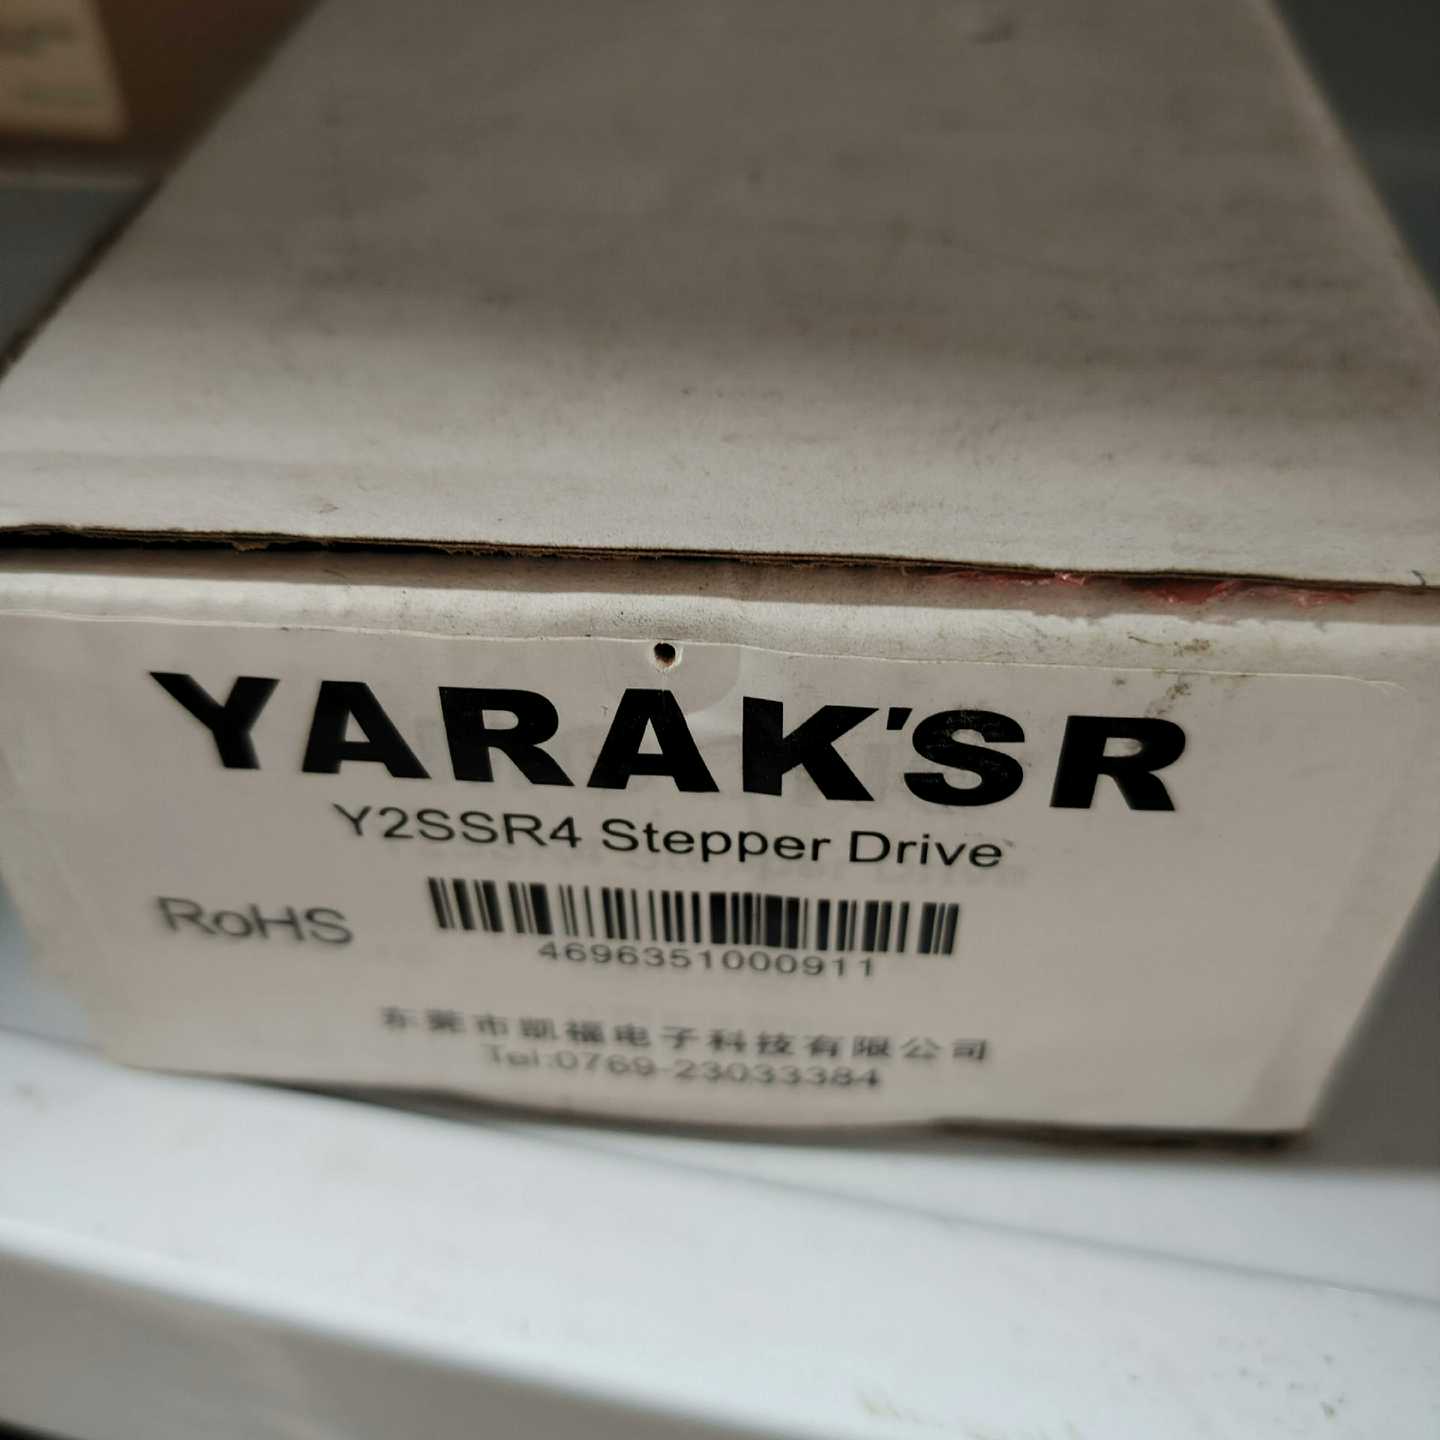 YARAK'SR
Y2SSR4 Stepper Drive
RoHS
4696351000911
东莞市凯福电子科技有限公司
Tel:0769-23033384